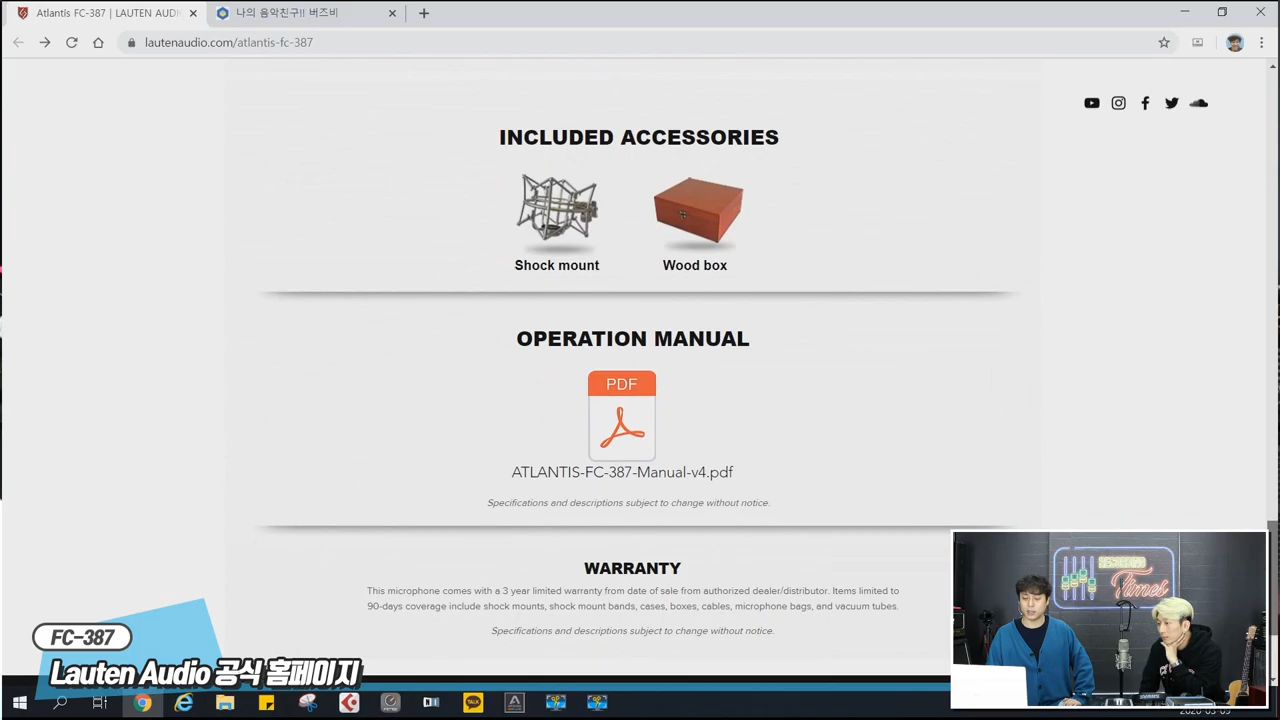 Atlantis FC-387 | LAUTEN AUDI
나의 음악친구!! 버즈비
lautenaudio.com/atlantis-fc-387
INCLUDED ACCESSORIES
Shock mount
Wood box
OPERATION MANUAL
PDF
ATLANTIS-FC-387-Manual-v4.pdf
Specifications and descriptions subject to change without notice.
WARRANTY
This microphone comes with a 3 year limited warranty from date of sale from authorized dealer/distributor. Items limited to
90-days coverage include shock mounts, shock mount bands, cases, boxes, cables, microphone bags, and vacuum tubes.
Specifications and descriptions subject to change without notice.
Times
FC-387
Lauten Audio 공식 홈페이지
TALK
2020-03-09